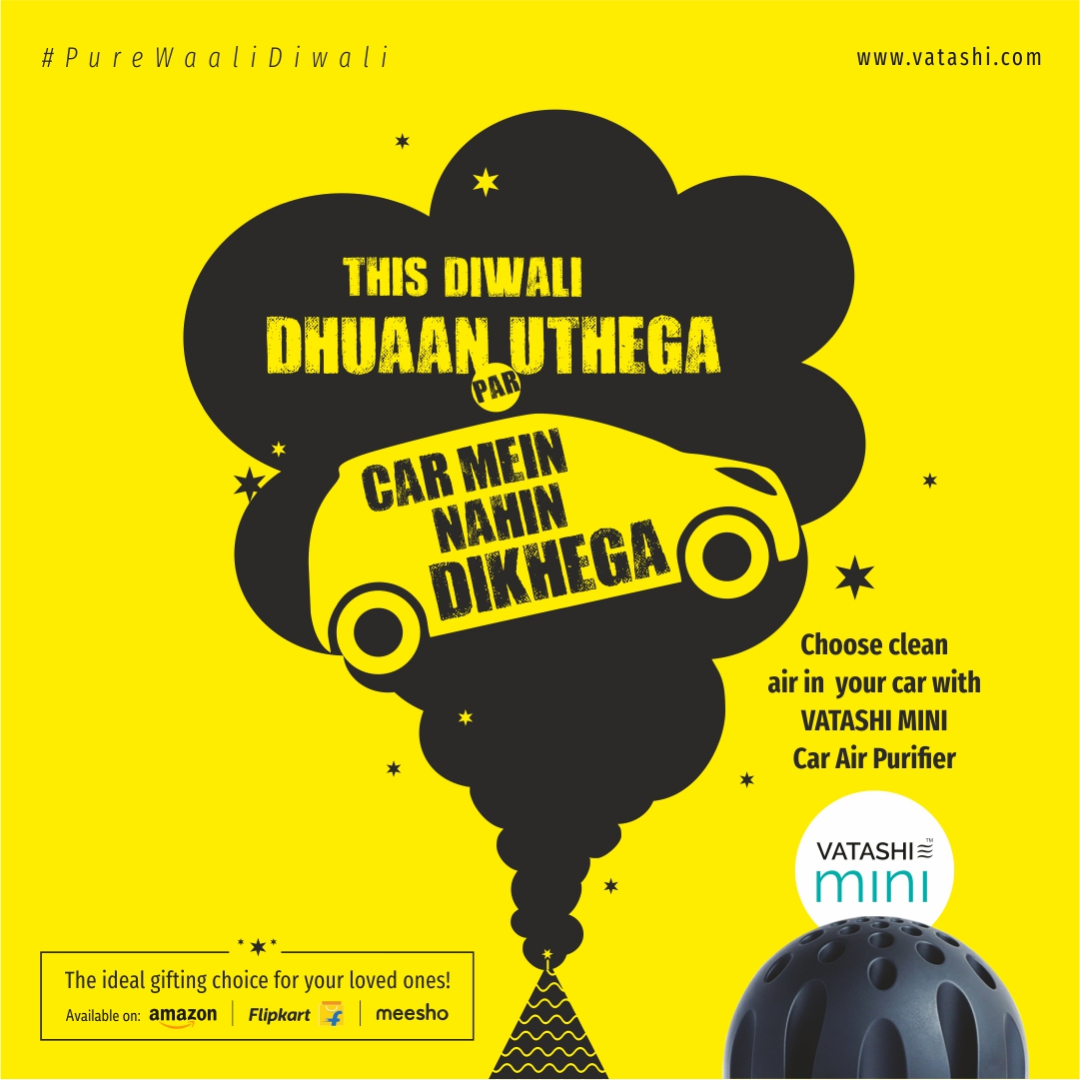 #PureWaaliDiwali
www.vatashi.com
THIS DIWALI
DHUAAN UTHEGA
PAR
CAR MEIN
NAHIN
DIKHEGA
Choose clean
air in your car with
VATASHI MINI
Car Air Purifier
VATASHI™
mini
The ideal gifting choice for your loved ones!
Available on: amazon | Flipkart | meesho